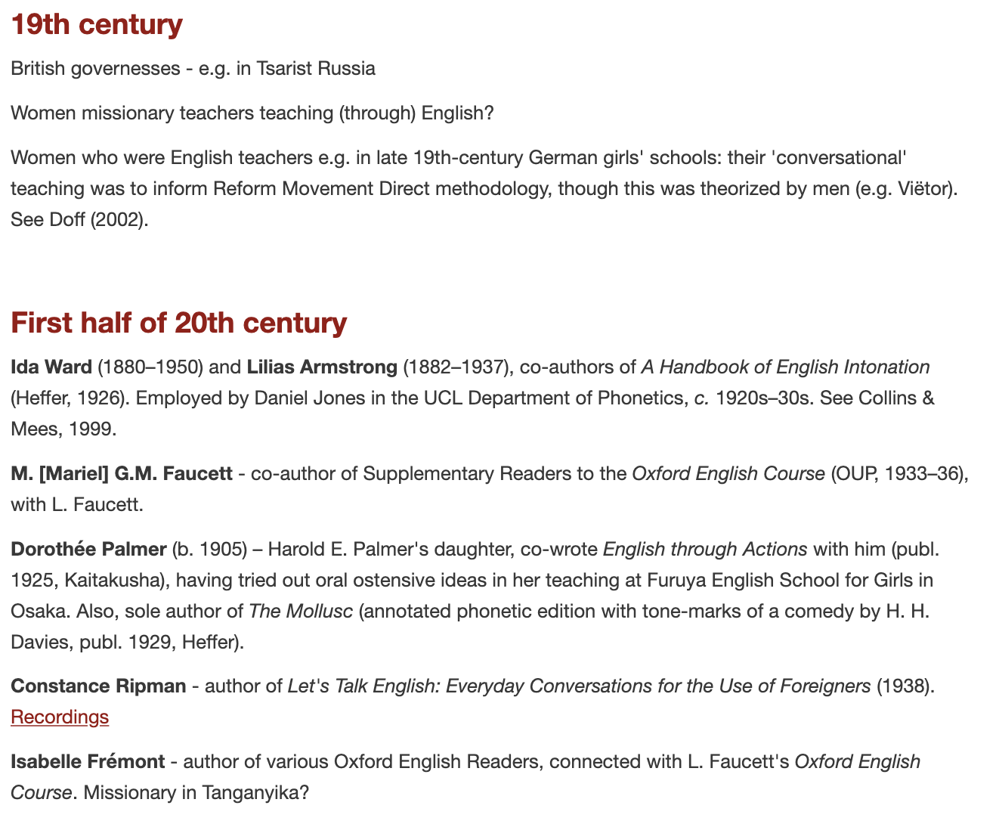 19th century
British governesses - e.g. in Tsarist Russia
Women missionary teachers teaching (through) English?
Women who were English teachers e.g. in late 19th-century German girls' schools: their 'conversational'
teaching was to inform Reform Movement Direct methodology, though this was theorized by men (e.g. Viëtor).
See Doff (2002).
First half of 20th century
Ida Ward (1880–1950) and Lilias Armstrong (1882–1937), co-authors of A Handbook of English Intonation
(Heffer, 1926). Employed by Daniel Jones in the UCL Department of Phonetics, c. 1920s–30s. See Collins &
Mees, 1999.
M. [Mariel] G.M. Faucett - co-author of Supplementary Readers to the Oxford English Course (OUP, 1933–36),
with L. Faucett.
Dorothée Palmer (b. 1905) – Harold E. Palmer's daughter, co-wrote English through Actions with him (publ.
1925, Kaitakusha), having tried out oral ostensive ideas in her teaching at Furuya English School for Girls in
Osaka. Also, sole author of The Mollusc (annotated phonetic edition with tone-marks of a comedy by H. H.
Davies, publ. 1929, Heffer).
Constance Ripman - author of Let's Talk English: Everyday Conversations for the Use of Foreigners (1938).
Recordings
Isabelle Frémont - author of various Oxford English Readers, connected with L. Faucett's Oxford English
Course. Missionary in Tanganyika?